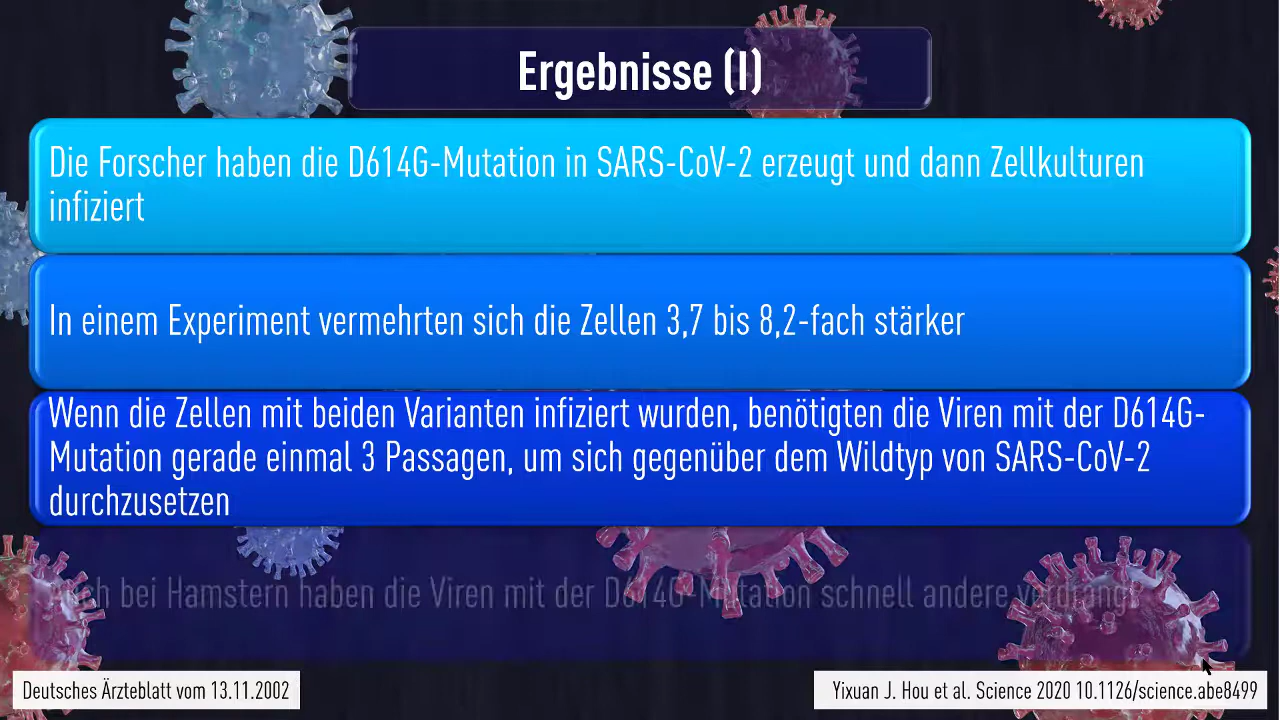 Ergebnisse (I)
Die Forscher haben die D614G-Mutation in SARS-CoV-2 erzeugt und dann Zellkulturen
infiziert
In einem Experiment vermehrten sich die Zellen 3,7 bis 8,2-fach stärker
Wenn die Zellen mit beiden Varianten infiziert wurden, benötigten die Viren mit der D614G-
Mutation gerade einmal 3 Passagen, um sich gegenüber dem Wildtyp von SARS-CoV-2
durchzusetzen
Auch bei Hamstern haben die Viren mit der D614G-Mutation schnell andere verdrängt
Deutsches Ärzteblatt vom 13.11.2002
Yixuan J. Hou et al. Science 2020 10.1126/science.abe8499